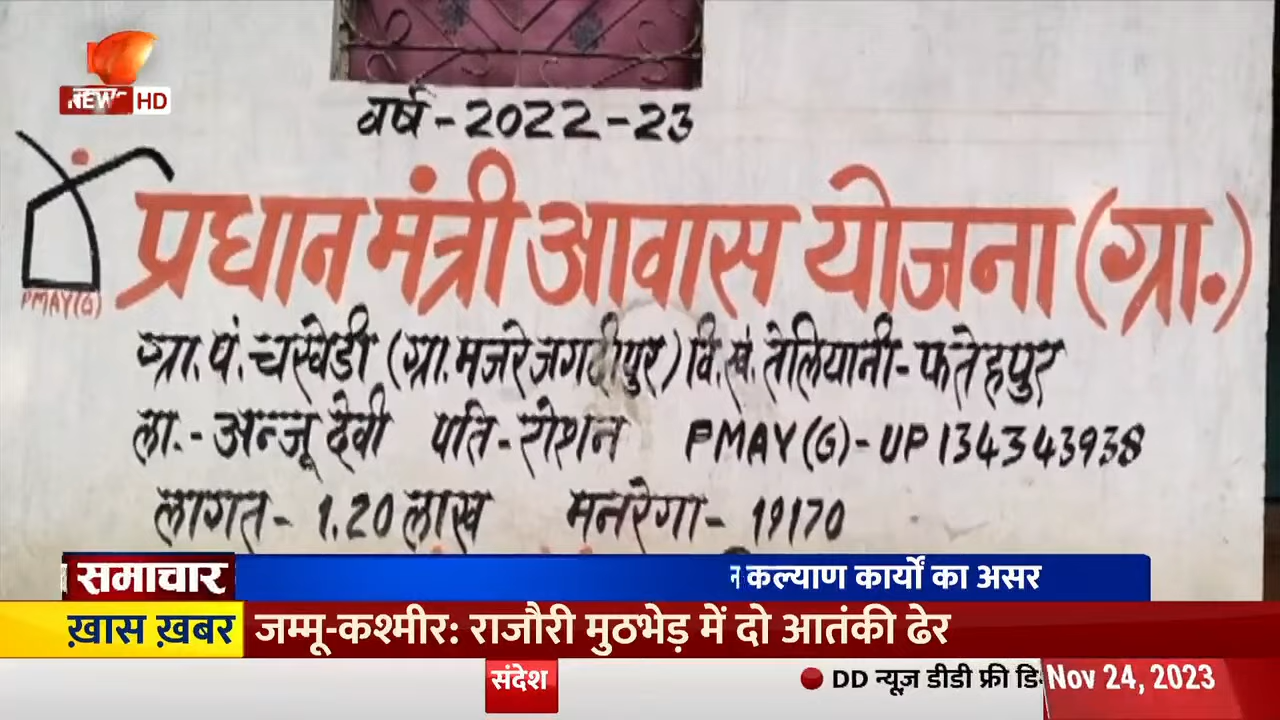 NEWS HD
वर्ष-2022-23
प्रधान मंत्री आवास योजना (ग्रा.)
PMAY(G)
ग्रा.पं.चखेडी (ग्रा.मजरेजगदीपुर) वि.खं.तेलियानी-फतेहपुर
ला.-अन्जू देवी पति-रोशन PMAY(G)-UP134343938
लागत-1.20 लाख मनरेगा-19170
समाचार
कल्याण कार्यों का असर
ख़ास ख़बर
जम्मू-कश्मीर: राजौरी मुठभेड़ में दो आतंकी ढेर
संदेश
DD न्यूज़ डीडी फ्री
Nov 24, 2023